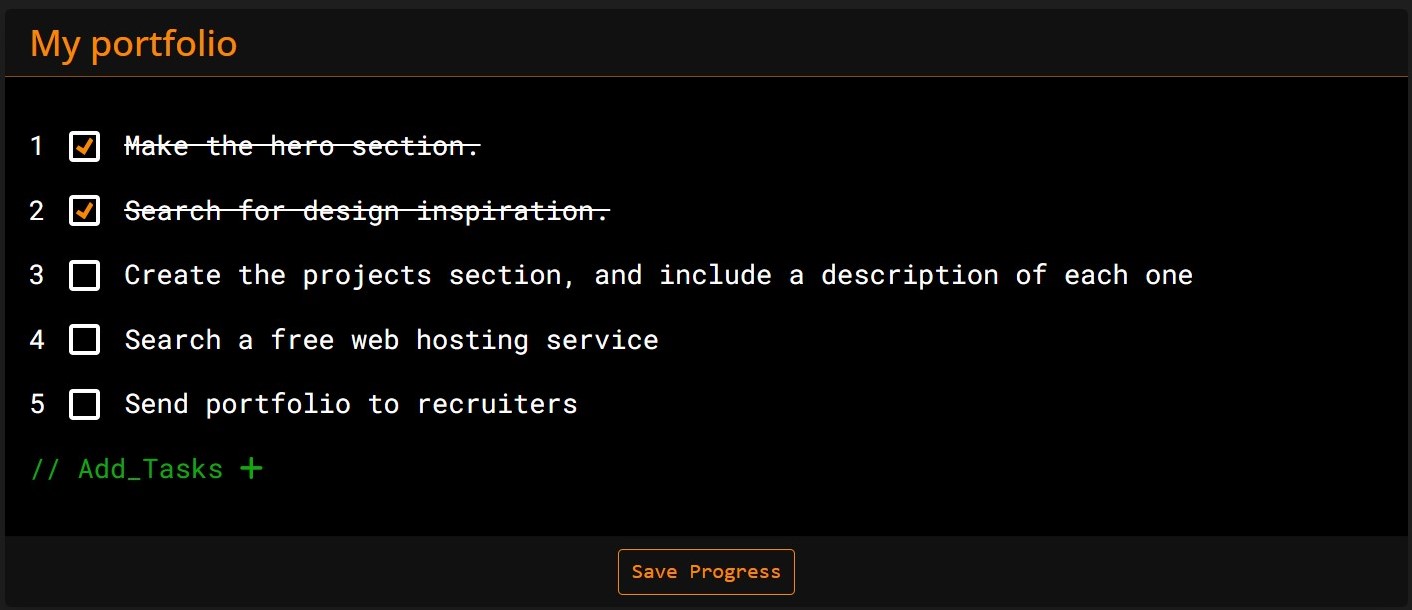 My portfolio
1 Make the hero section.
2 Search for design inspiration.
3 Create the projects section, and include a description of each one
4 Search a free web hosting service
5 Send portfolio to recruiters
// Add_Tasks +
Save Progress